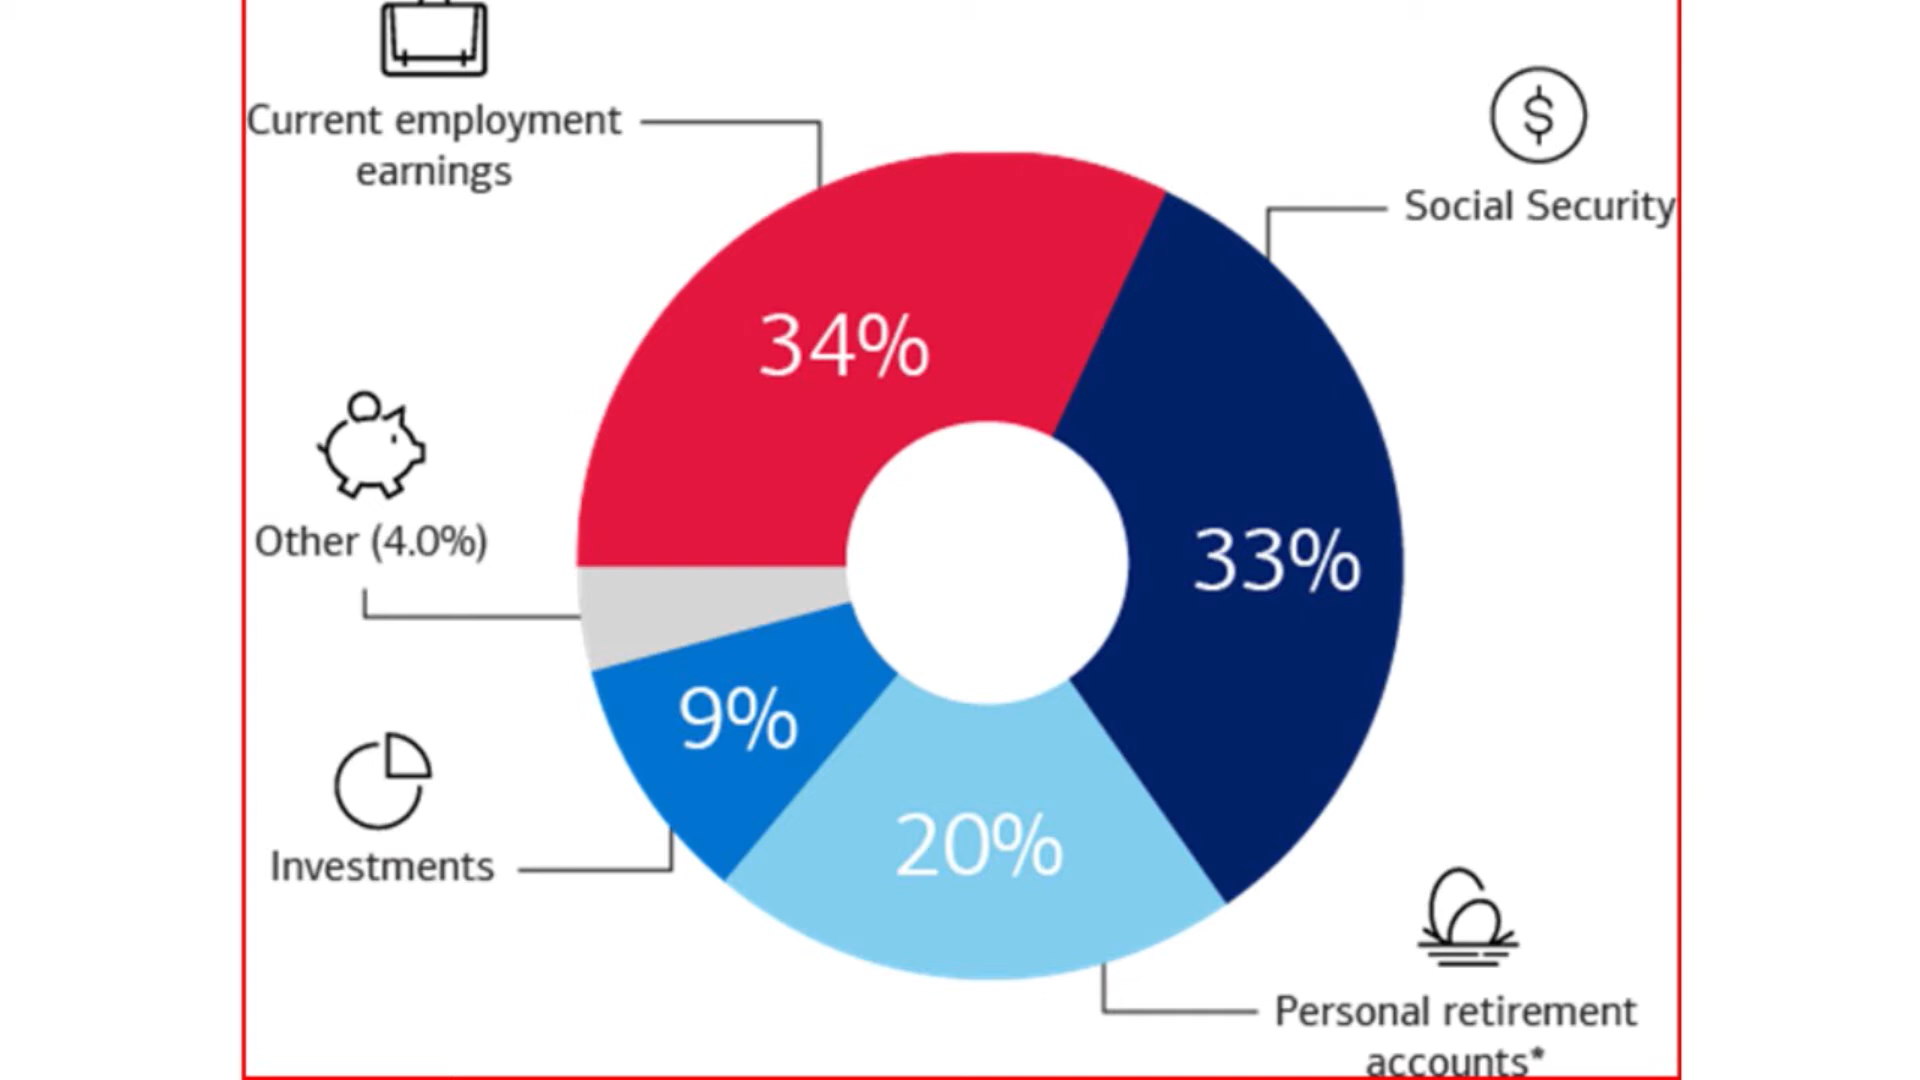 Current employment
earnings
$
Social Security
34%
33%
Other (4.0%)
9%
20%
Investments
Personal retirement
accounts*